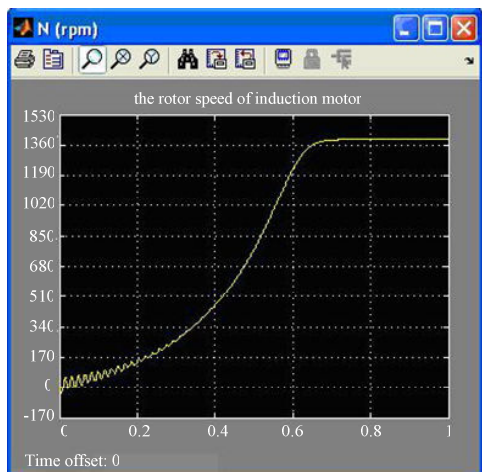 N (rpm)
the rotor speed of induction motor
1530
1360
1190
1020
850
680
510
340
170
0
-170
0 0.2 0.4 0.6 0.8 1
Time offset: 0